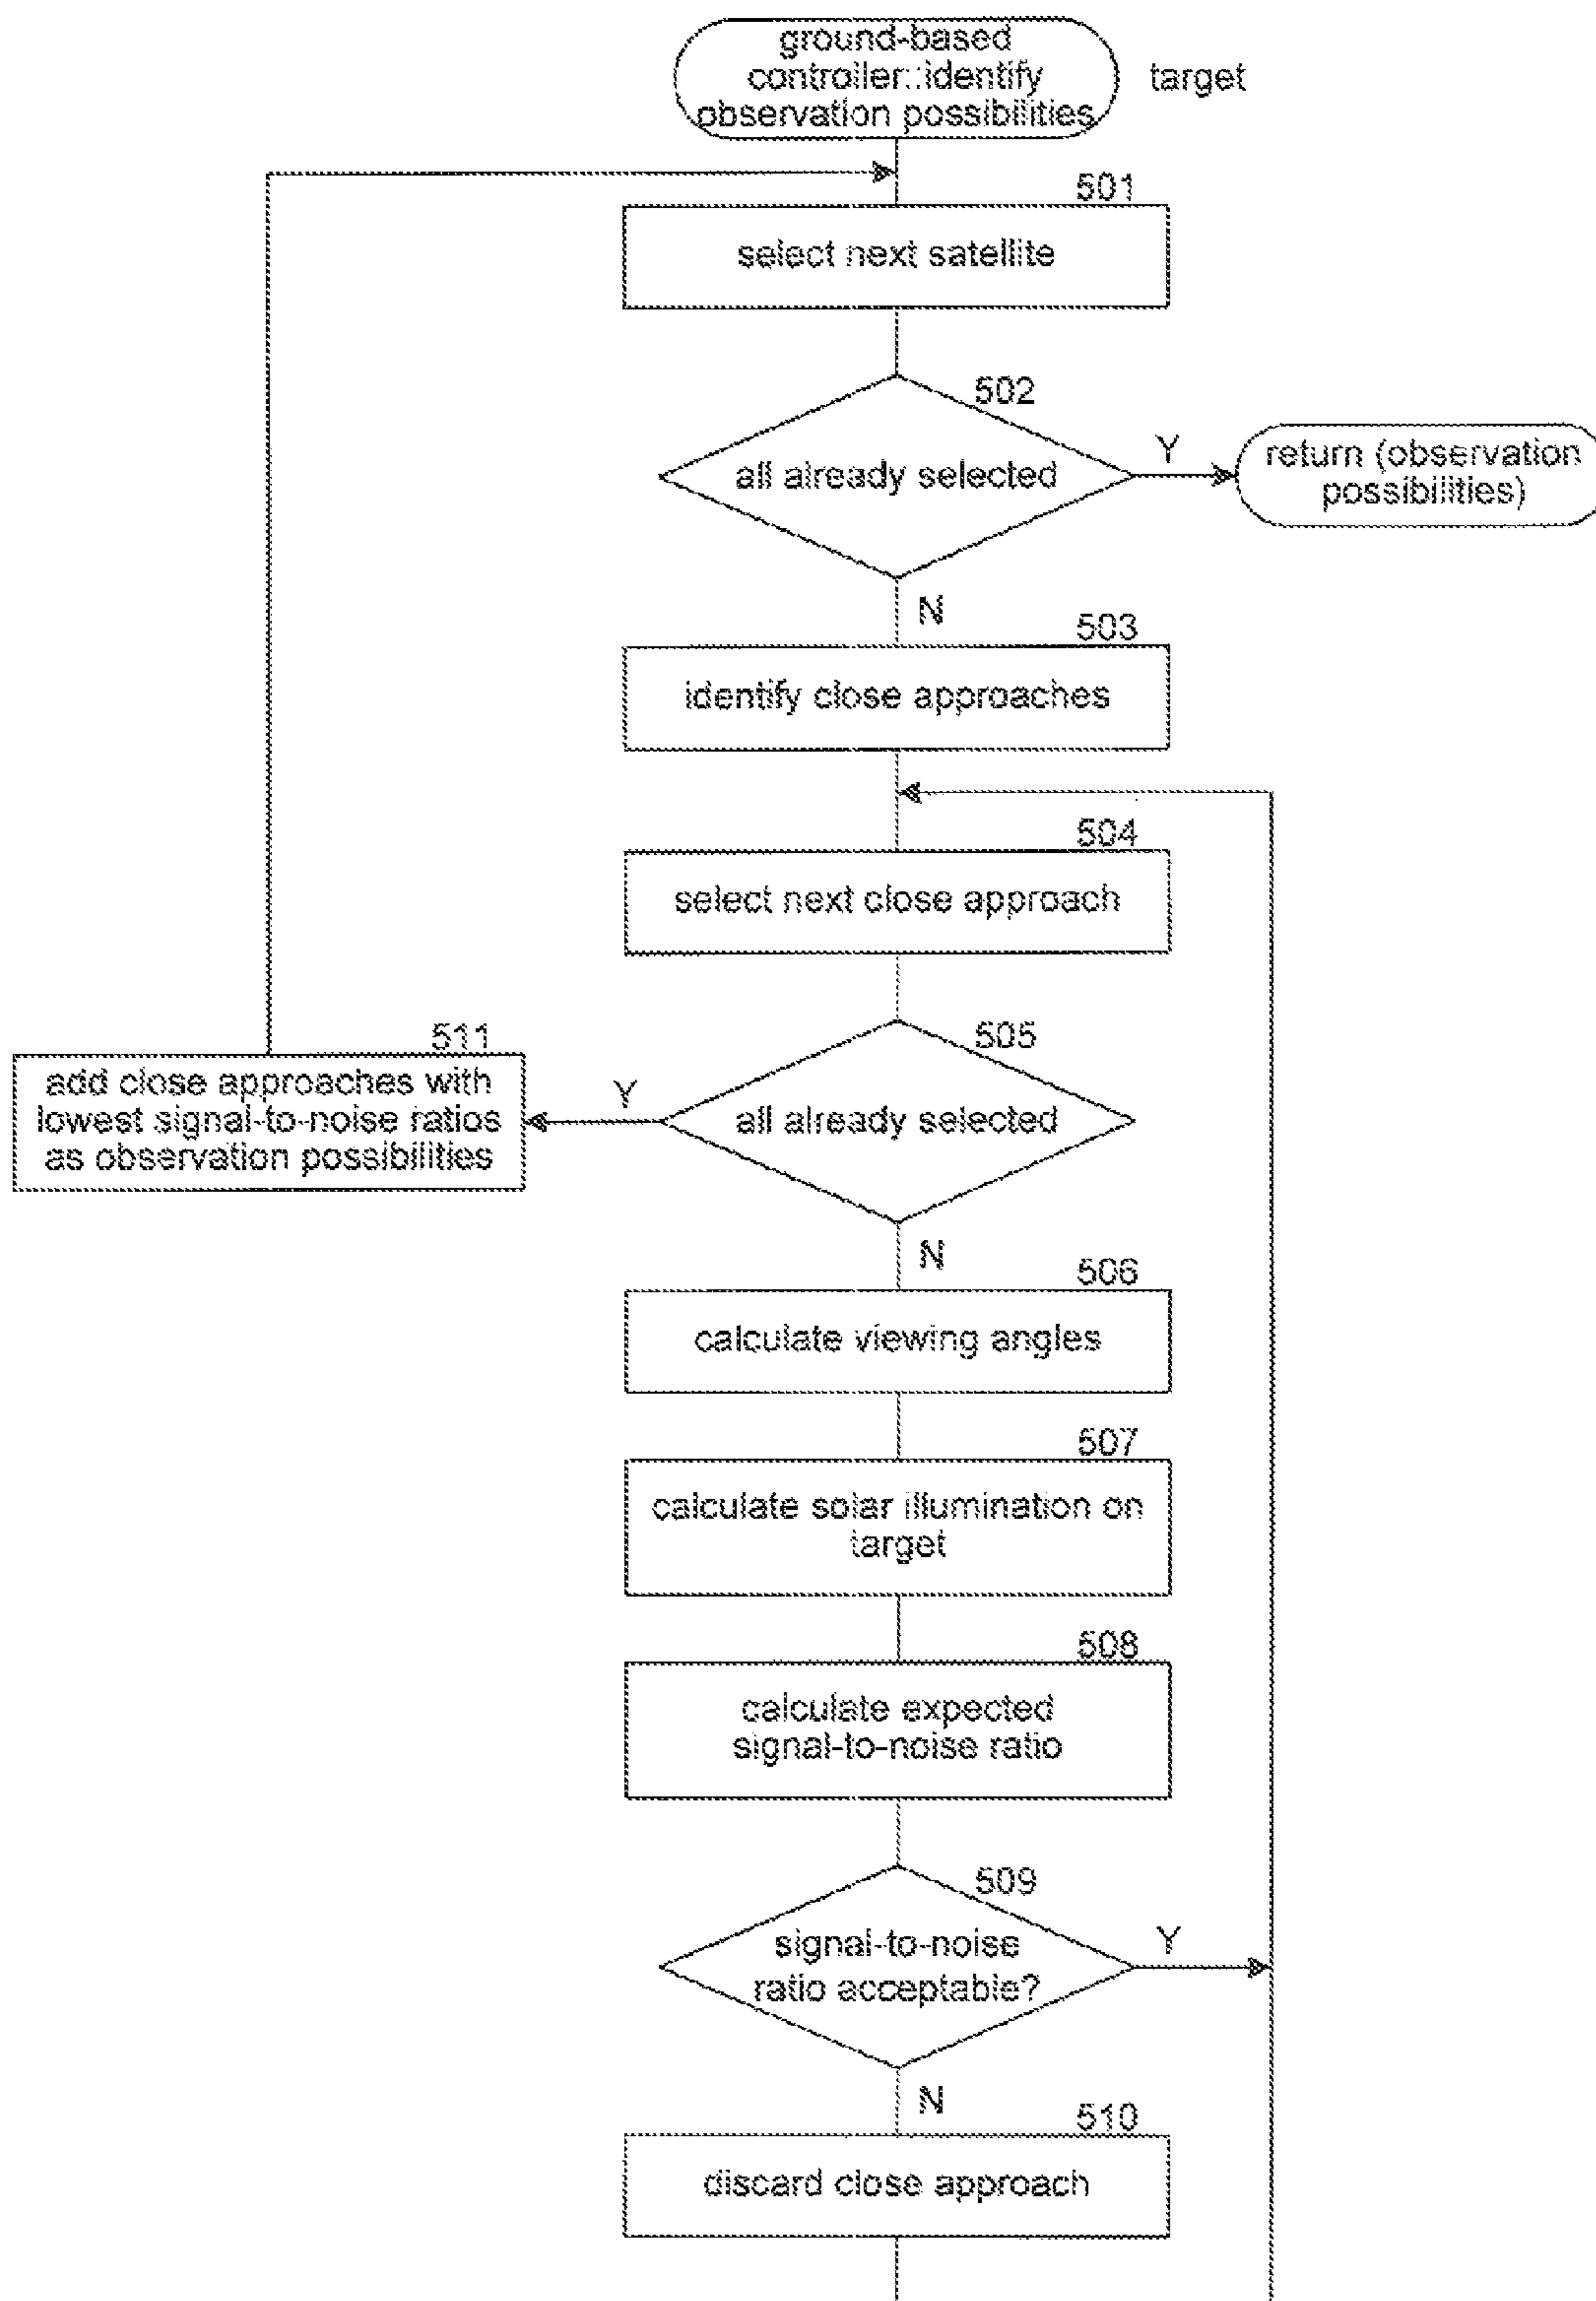 ground-based
controller::identify
observation possibilities
target
501
select next satellite
502
all already selected
Y
return (observation
possibilities)
N
503
identify close approaches
504
select next close approach
505
all already selected
Y
511
add close approaches with
lowest signal-to-noise ratios
as observation possibilities
N
506
calculate viewing angles
507
calculate solar illumination on
target
508
calculate expected
signal-to-noise ratio
509
signal-to-noise
ratio acceptable?
Y
N
510
discard close approach